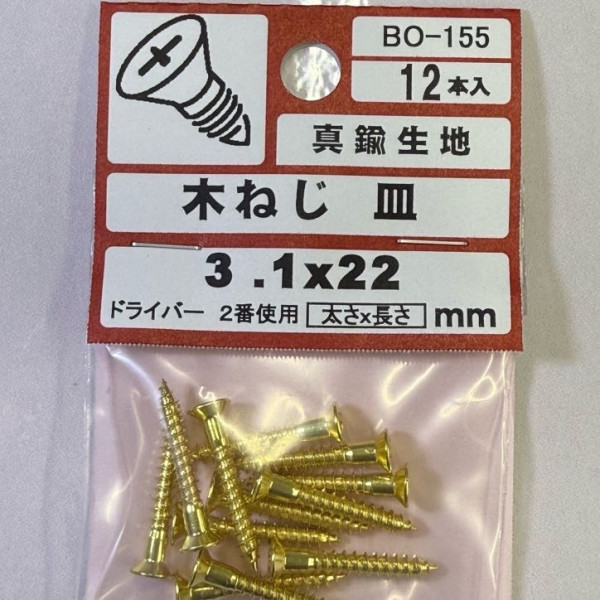 BO-155
12本入
真鍮生地
木ねじ 皿
3.1x22
ドライバー 2番使用 太さx長さ mm